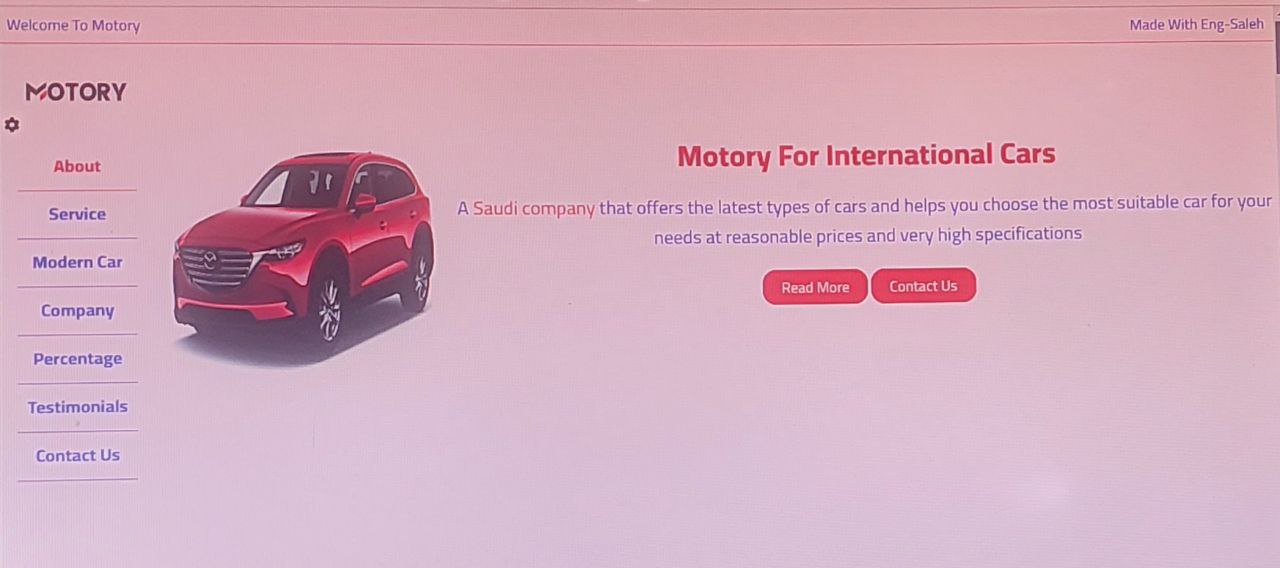 Welcome To Motory
Made With Eng-Saleh
MOTORY
About
Service
Modern Car
Company
Percentage
Testimonials
Contact Us
Motory For International Cars
A Saudi company that offers the latest types of cars and helps you choose the most suitable car for your
needs at reasonable prices and very high specifications
Read More
Contact Us